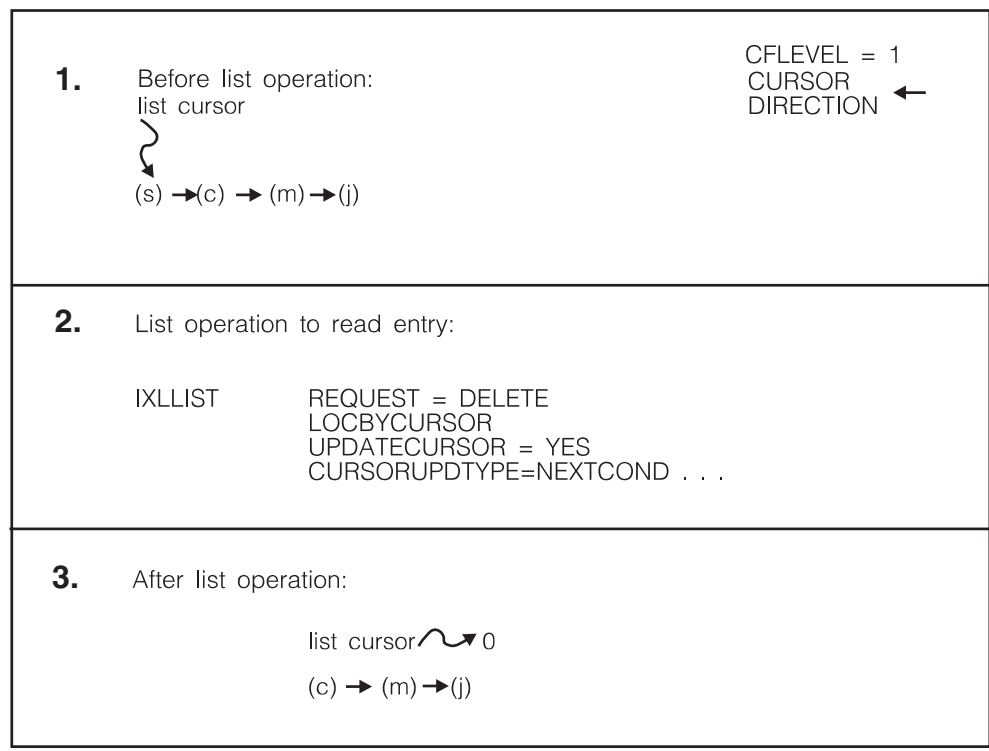 1.
Before list operation:
list cursor
(s) → (c) → (m) → (j)
CFLEVEL = 1
CURSOR
DIRECTION ←
2.
List operation to read entry:
IXLLIST REQUEST = DELETE
LOCBYCURSOR
UPDATECURSOR = YES
CURSORUPDTYPE=NEXTCOND . . .
3.
After list operation:
list cursor 0
(c) → (m) → (j)